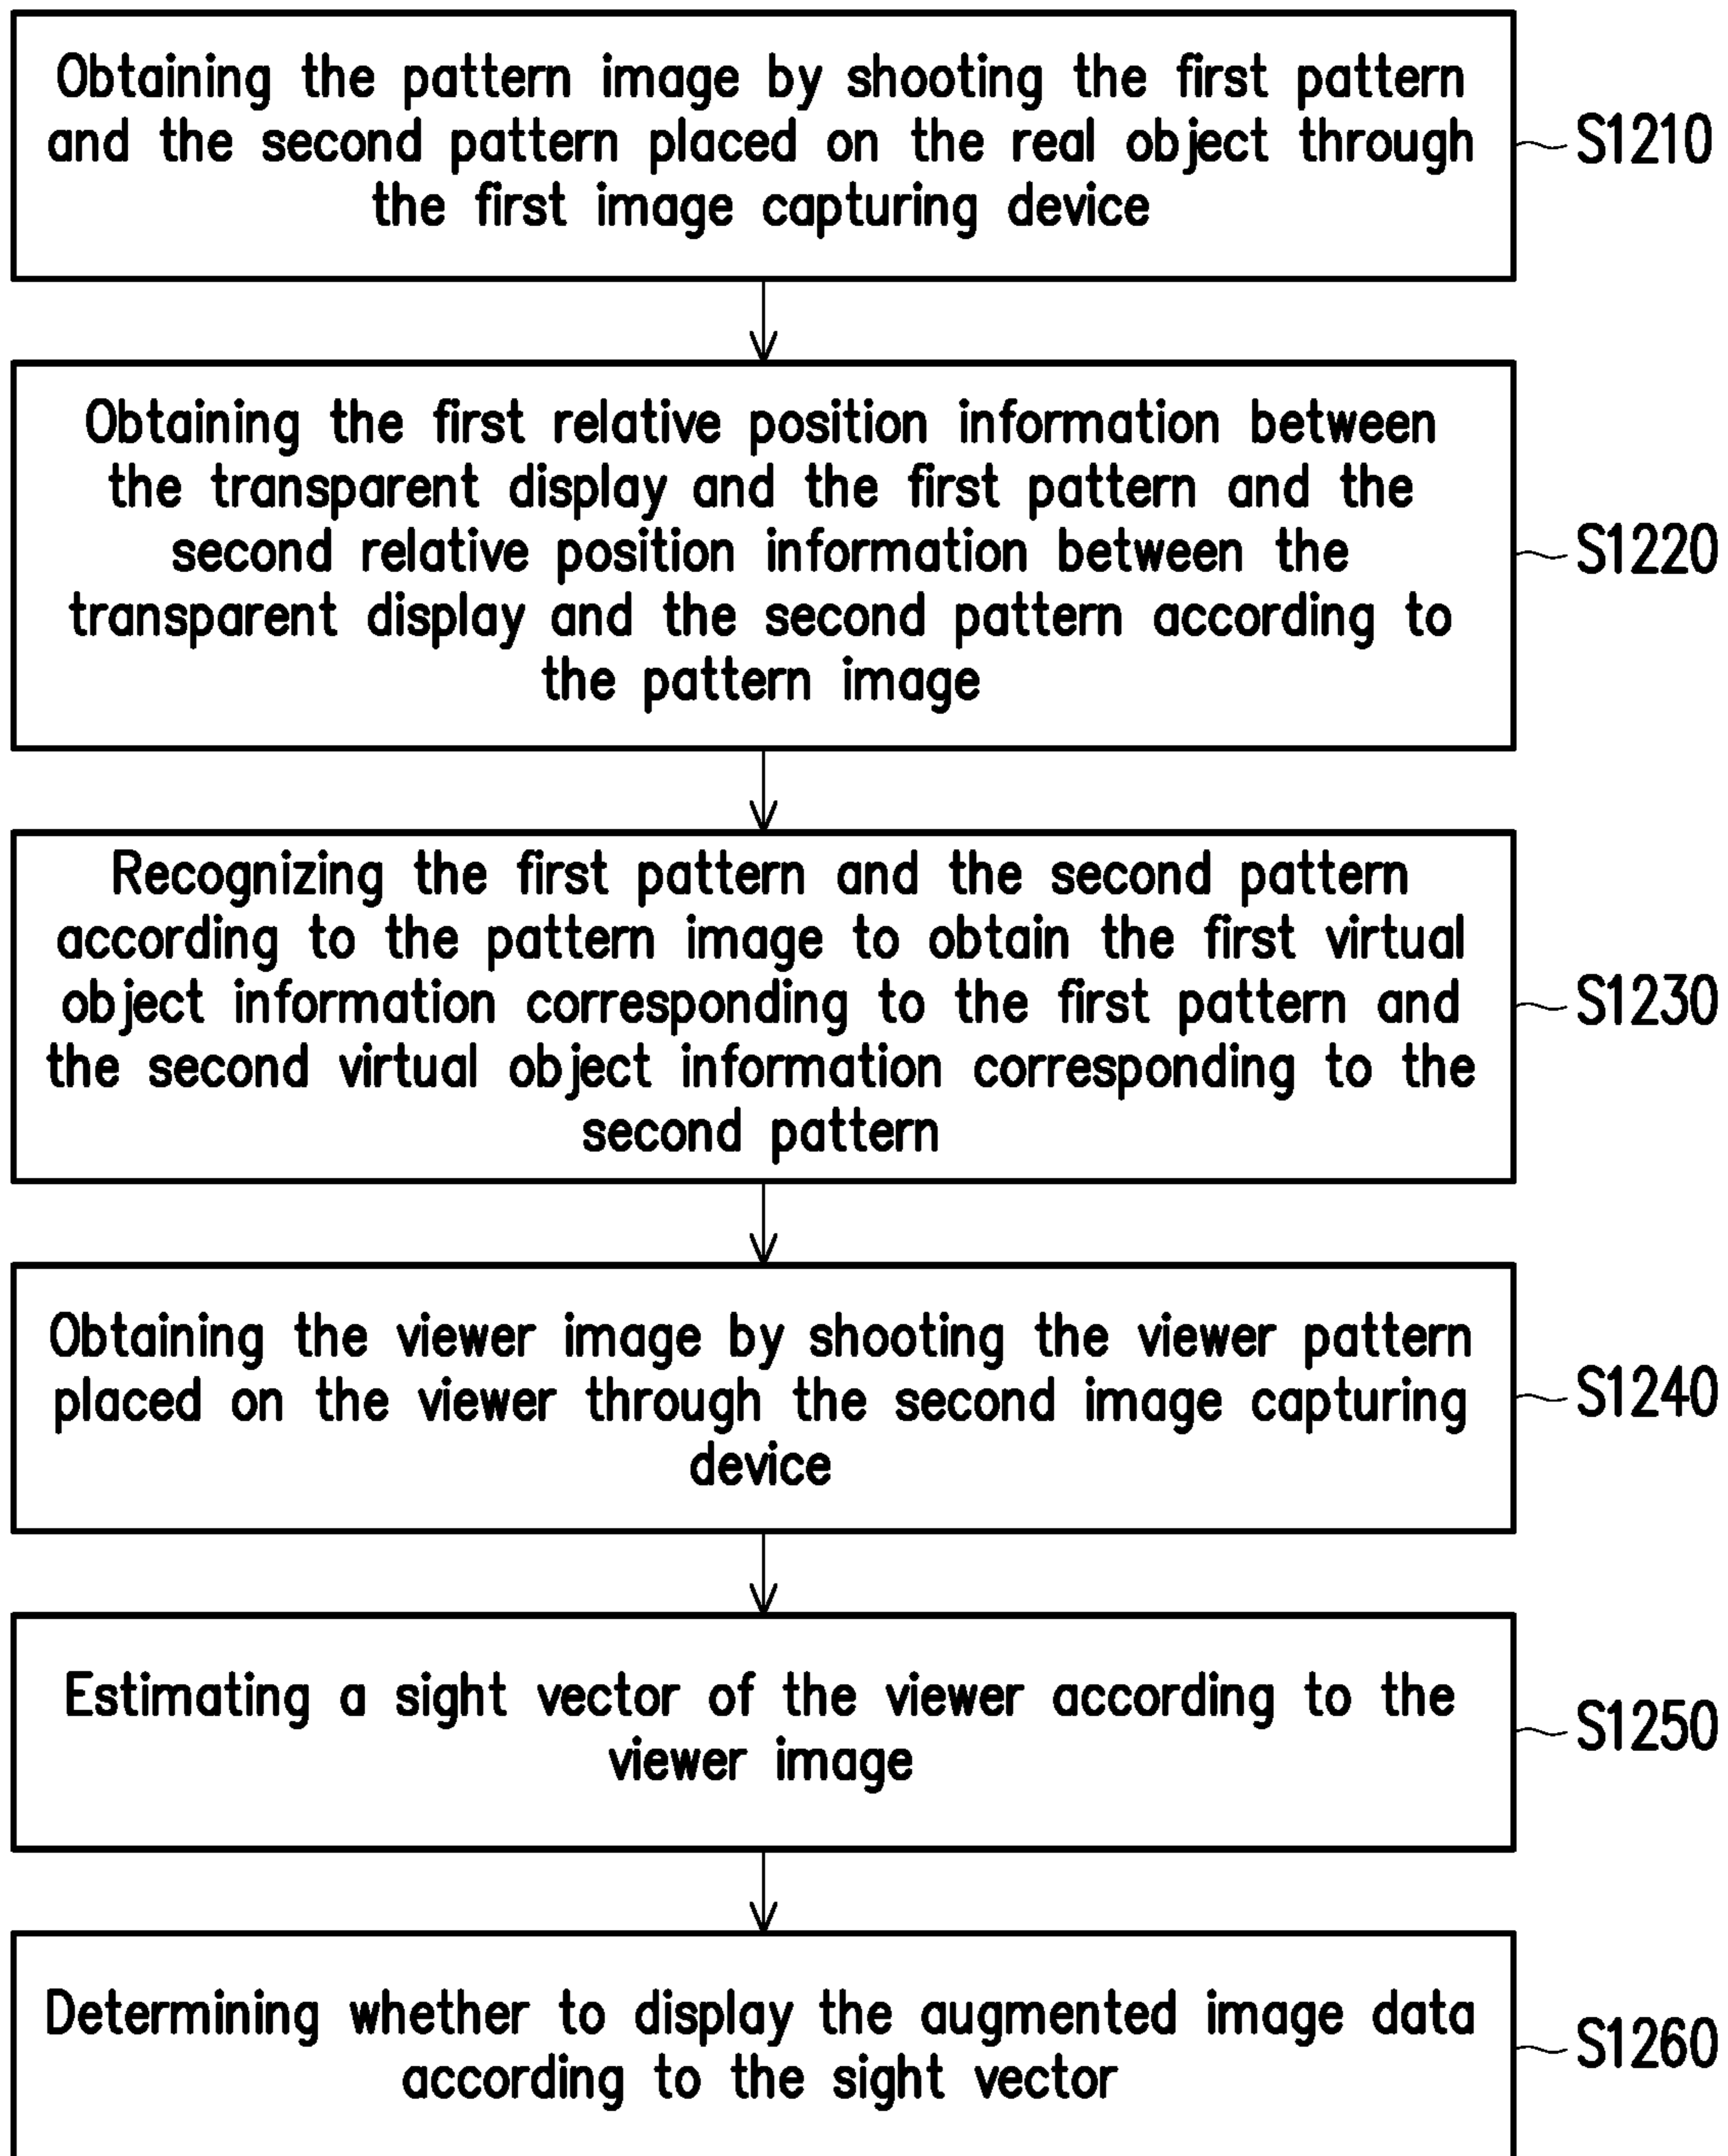 Obtaining the pattern image by shooting the first pattern
and the second pattern placed on the real object through
the first image capturing device
S1210
Obtaining the first relative position information between
the transparent display and the first pattern and the
second relative position information between the
transparent display and the second pattern according to
the pattern image
S1220
Recognizing the first pattern and the second pattern
according to the pattern image to obtain the first virtual
object information corresponding to the first pattern and
the second virtual object information corresponding to the
second pattern
S1230
Obtaining the viewer image by shooting the viewer pattern
placed on the viewer through the second image capturing
device
S1240
Estimating a sight vector of the viewer according to the
viewer image
S1250
Determining whether to display the augmented image data
according to the sight vector
S1260